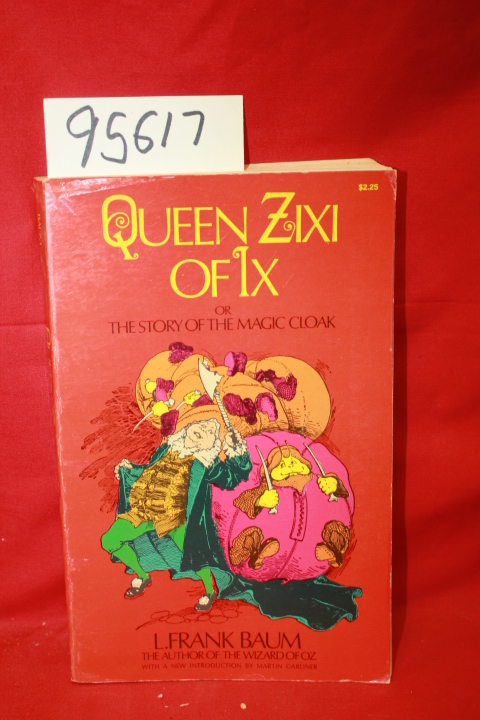 95617
$2.25
QUEEN ZIXI
OF IX
OR
THE STORY OF THE MAGIC CLOAK
L. FRANK BAUM
THE AUTHOR OF THE WIZARD OF OZ
WITH A NEW INTRODUCTION BY MARTIN GARDNER